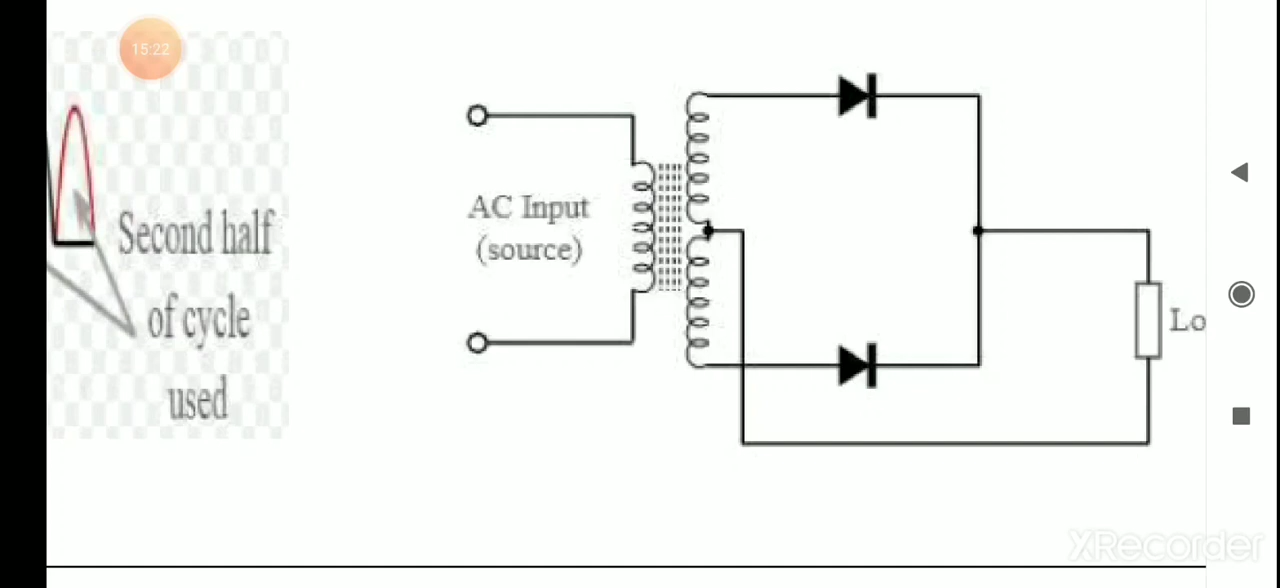 15:22
Second half
of cycle
used
AC Input
(source)
Lo
XRecorder